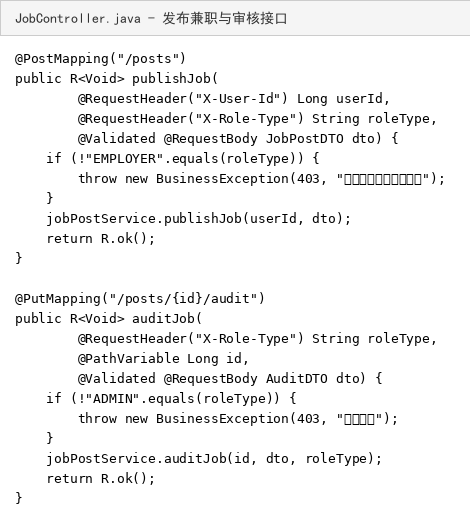 JobController.java — 发布兼职与审核接口
@PostMapping("/posts")
public R<Void> publishJob(
        @RequestHeader("X-User-Id") Long userId,
        @RequestHeader("X-Role-Type") String roleType,
        @Validated @RequestBody JobPostDTO dto) {
    if (!"EMPLOYER".equals(roleType)) {
        throw new BusinessException(403, "□□□□□□□□□□");
    }
    jobPostService.publishJob(userId, dto);
    return R.ok();
}

@PutMapping("/posts/{id}/audit")
public R<Void> auditJob(
        @RequestHeader("X-Role-Type") String roleType,
        @PathVariable Long id,
        @Validated @RequestBody AuditDTO dto) {
    if (!"ADMIN".equals(roleType)) {
        throw new BusinessException(403, "□□□□");
    }
    jobPostService.auditJob(id, dto, roleType);
    return R.ok();
}